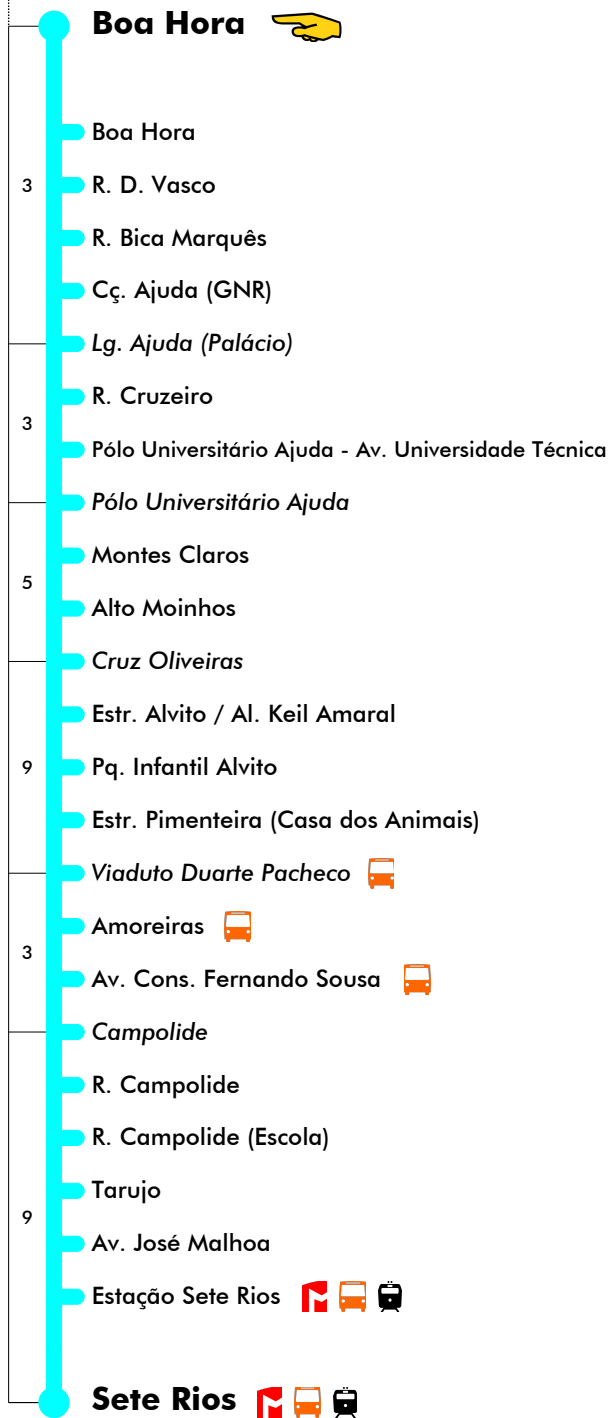 Boa Hora
Boa Hora
3 R. D. Vasco
R. Bica Marquês
Cç. Ajuda (GNR)
Lg. Ajuda (Palácio)
R. Cruzeiro
3
Pólo Universitário Ajuda - Av. Universidade Técnica
Pólo Universitário Ajuda
Montes Claros
5
Alto Moinhos
Cruz Oliveiras
Estr. Alvito / Al. Keil Amaral
9 Pq. Infantil Alvito
Estr. Pimenteira (Casa dos Animais)
Viaduto Duarte Pacheco
Amoreiras
3
Av. Cons. Fernando Sousa
Campolide
R. Campolide
R. Campolide (Escola)
Tarujo
9
Av. José Malhoa
Estação Sete Rios
Sete Rios